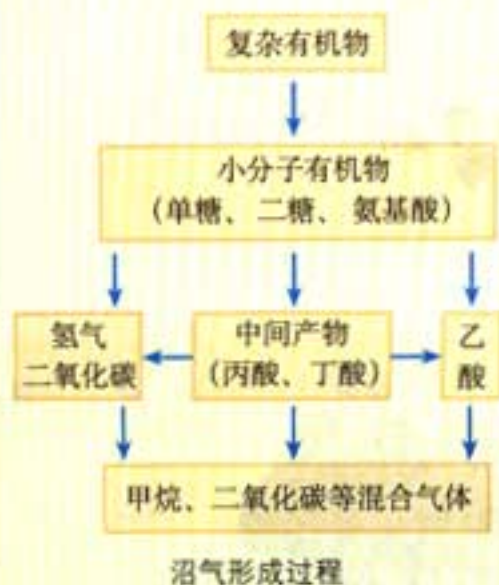 复杂有机物
小分子有机物
（单糖、二糖、氨基酸）
氢气
二氧化碳
中间产物
（丙酸、丁酸）
乙
酸
甲烷、二氧化碳等混合气体
沼气形成过程